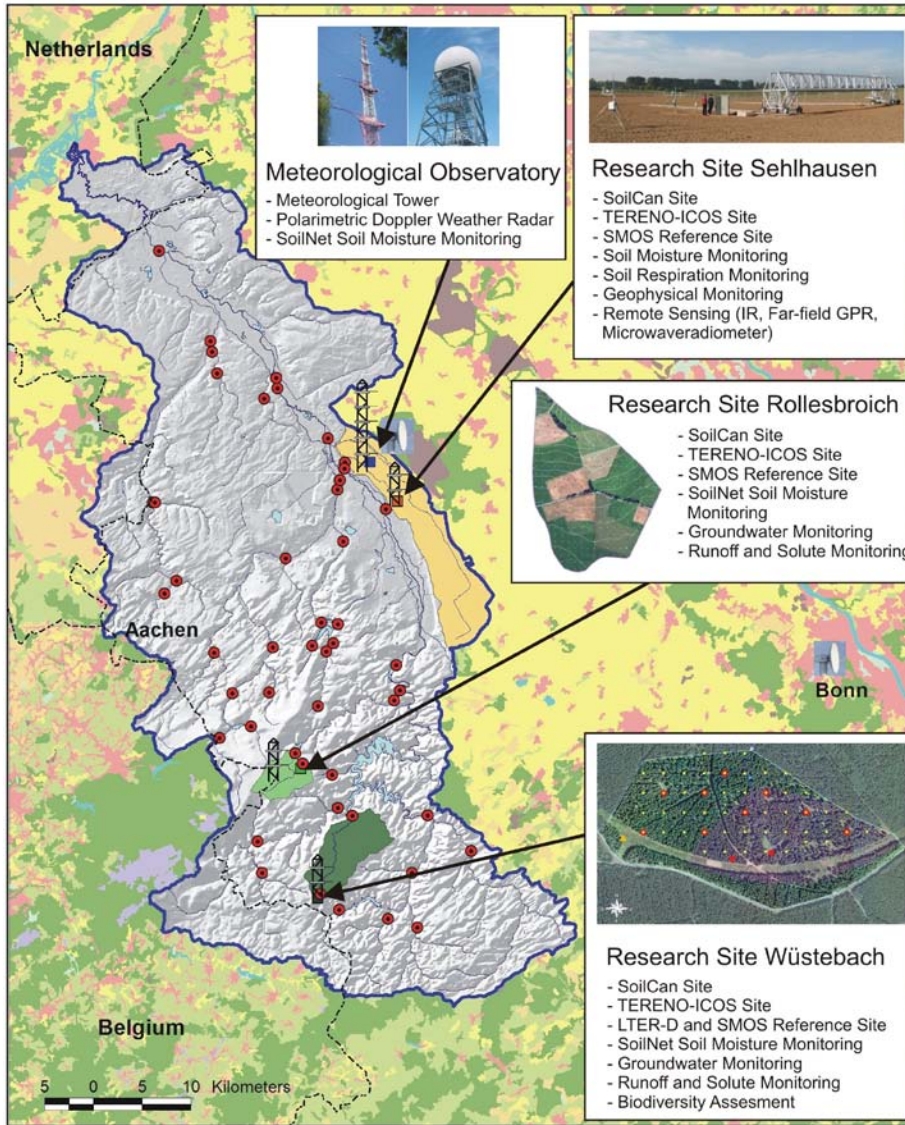 Netherlands
Meteorological Observatory
- Meteorological Tower
- Polarimetric Doppler Weather Radar
- SoilNet Soil Moisture Monitoring
Research Site Sehlhausen
- SoilCan Site
- TERENO-ICOS Site
- SMOS Reference Site
- Soil Moisture Monitoring
- Soil Respiration Monitoring
- Geophysical Monitoring
- Remote Sensing (IR, Far-field GPR,
Microwaveradiometer)
Research Site Rollesbroich
- SoilCan Site
- TERENO-ICOS Site
- SMOS Reference Site
- SoilNet Soil Moisture
Monitoring
- Groundwater Monitoring
- Runoff and Solute Monitoring
Aachen
Bonn
Research Site Wüstebach
- SoilCan Site
- TERENO-ICOS Site
- LTER-D and SMOS Reference Site
- SoilNet Soil Moisture Monitoring
- Groundwater Monitoring
- Runoff and Solute Monitoring
- Biodiversity Assesment
Belgium
5 0 5 10 Kilometers